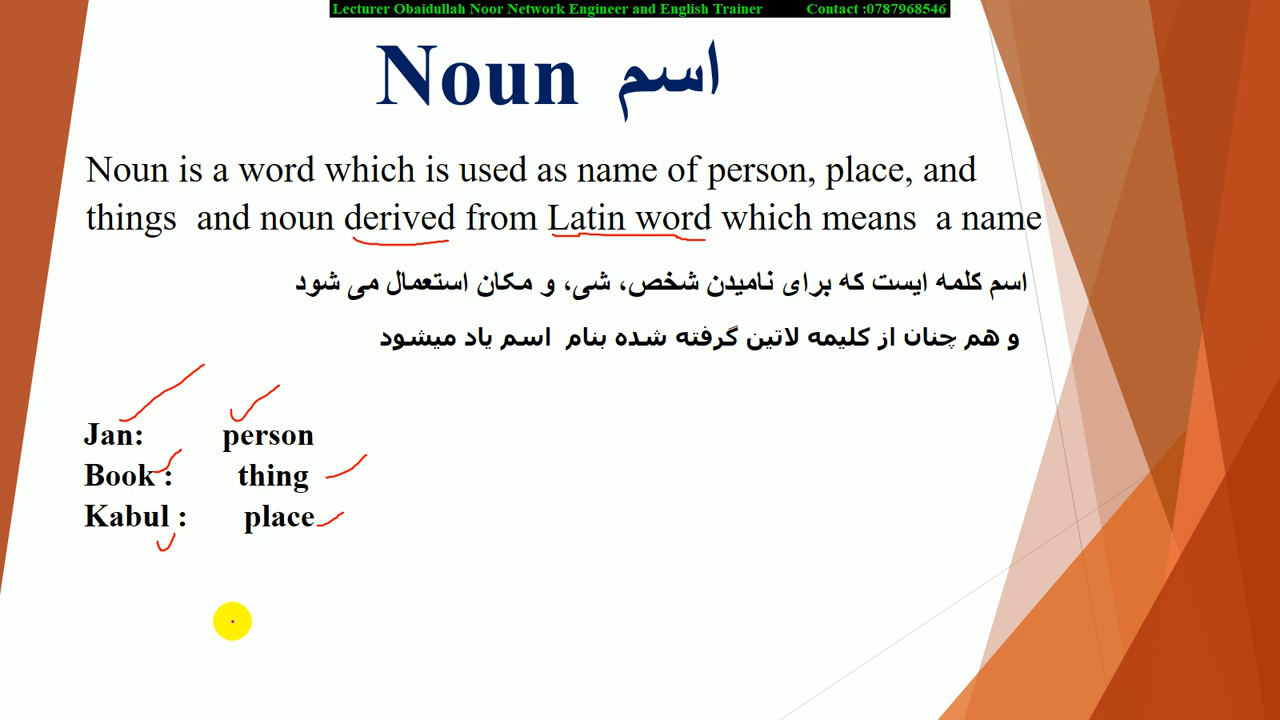 Lecturer Obaidullah Noor Network Engineer and English Trainer Contact :0787968546
Noun اسم
Noun is a word which is used as name of person, place, and
things and noun derived from Latin word which means a name
اسم کلمه ایست که برای نامیدن شخص، شی، و مکان استعمال می شود
و هم چنان از کلیمه لاتین گرفته شده بنام اسم یاد میشود
Jan: person
Book : thing
Kabul : place